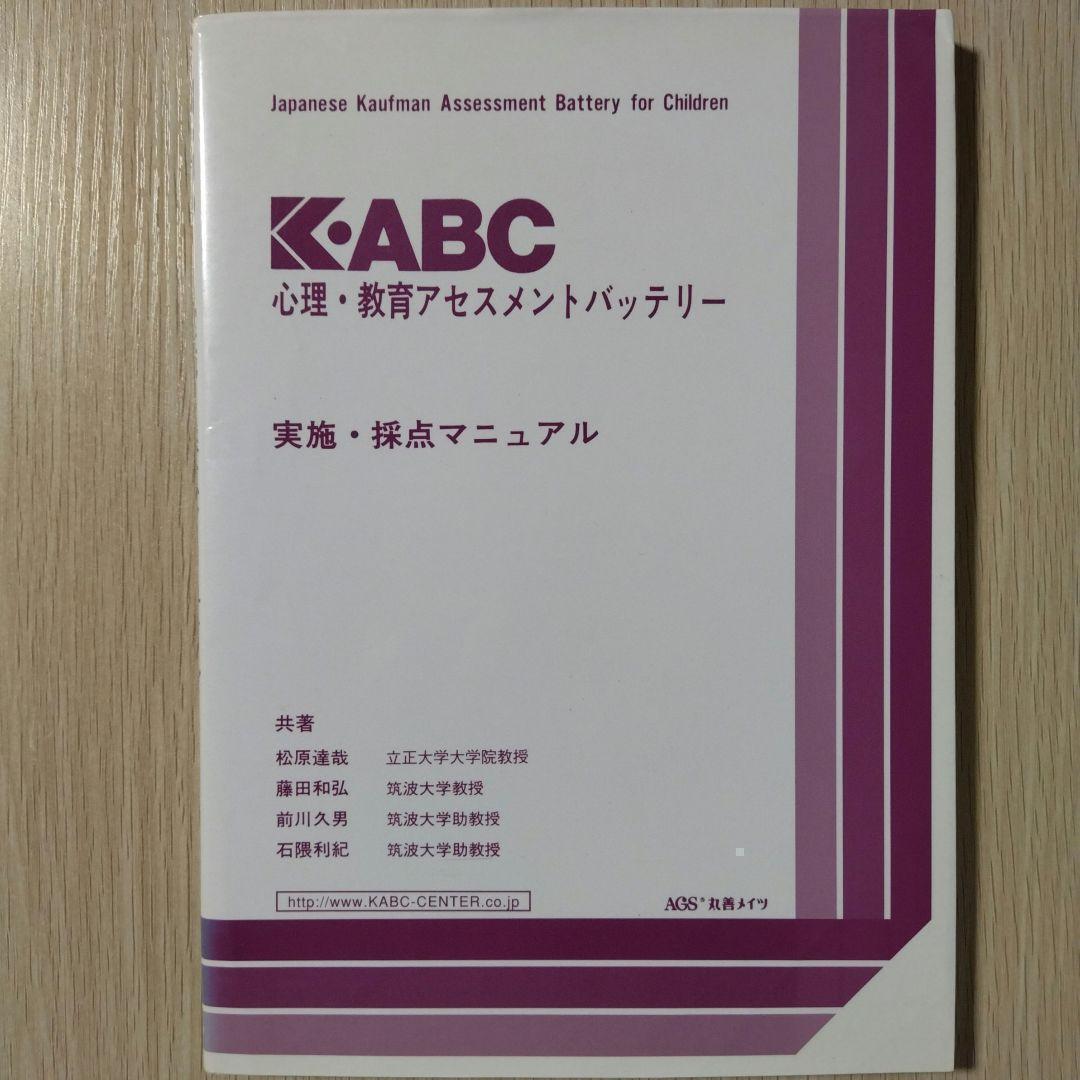 Japanese Kaufman Assessment Battery for Children
K·ABC
心理・教育アセスメントバッテリー
実施・採点マニュアル
共著
松原達哉 立正大学大学院教授
藤田和弘 筑波大学教授
前川久男 筑波大学助教授
石隈利紀 筑波大学助教授
http://www.KABC-CENTER.co.jp
AGS® 丸善メイツ